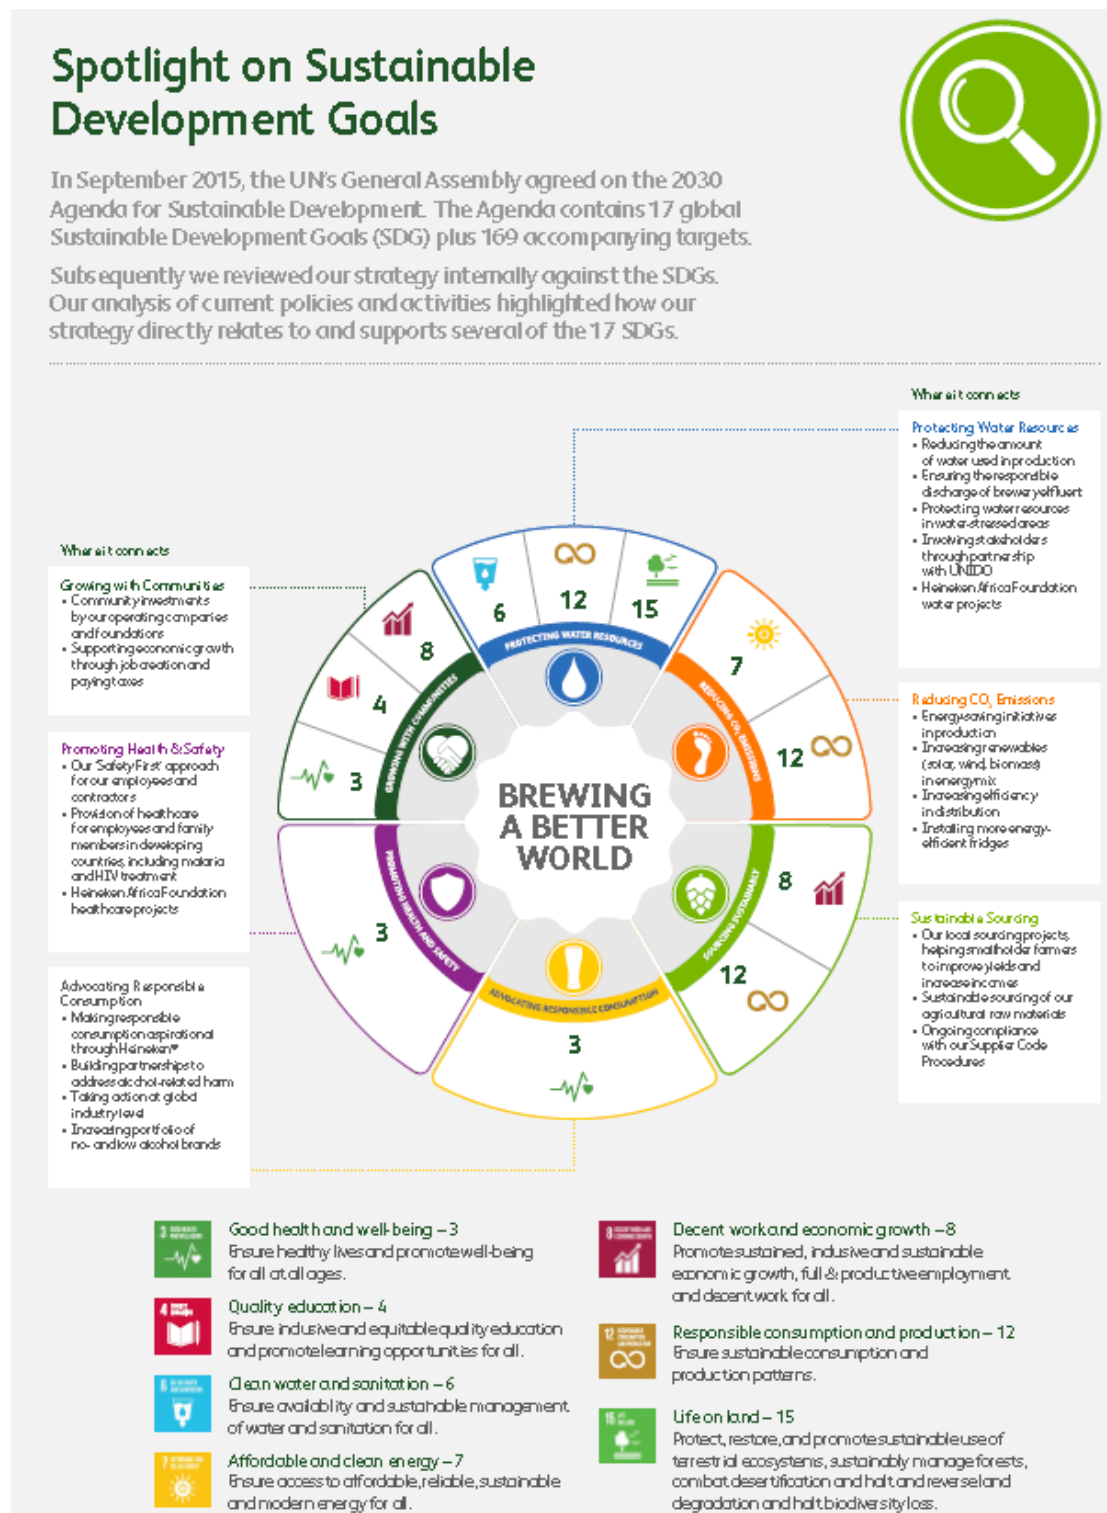 Spotlight on Sustainable
Development Goals
In September 2015, the UN's General Assembly agreed on the 2030
Agenda for Sustainable Development. The Agenda contains 17 global
Sustainable Development Goals (SDG) plus 169 accompanying targets.
Subsequently we reviewed our strategy internally against the SDGs.
Our analysis of current policies and activities highlighted how our
strategy directly relates to and supports several of the 17 SDGs.
Where it connects
Protecting Water Resources
• Reducing the amount
of water used in production
• Ensuring the responsible
discharge of brewery effluent
• Protecting water resources
in water-stressed areas
• Involving stakeholders
through partnership
with UNIDO
• Heineken Africa Foundation
water projects
Where it connects
Growing with Communities
• Community investments
by our operating companies
and foundations
• Supporting economic growth
through job creation and
paying taxes
Promoting Health & Safety
• Our 'Safety First' approach
for our employees and
contractors
• Provision of healthcare
for employees and family
members in developing
countries, including malaria
and HIV treatment
• Heineken Africa Foundation
healthcare projects
Advocating Responsible
Consumption
• Making responsible
consumption aspirational
through Heineken®
• Building partnerships to
address alcohol-related harm
• Taking action at global
industry level
• Increasing portfolio of
no- and low alcohol brands
6
12
15
PROTECTING WATER RESOURCES
7
12
REDUCING CO₂ EMISSIONS
8
12
SOURCING SUSTAINABLY
3
ADVOCATING RESPONSIBLE CONSUMPTION
3
PROMOTING HEALTH AND SAFETY
3
4
8
GROWING WITH COMMUNITIES
BREWING
A BETTER
WORLD
Reducing CO₂ Emissions
• Energy-saving initiatives
in production
• Increasing renewables
(solar, wind, biomass)
in energy mix
• Increasing efficiency
in distribution
• Installing more energy-
efficient fridges
Sustainable Sourcing
• Our local sourcing projects,
helping smallholder farmers
to improve yields and
increase incomes
• Sustainable sourcing of our
agricultural raw materials
• Ongoing compliance
with our Supplier Code
Procedures
3
Good health and well-being – 3
Ensure healthy lives and promote well-being
for all at all ages.
4
Quality education – 4
Ensure inclusive and equitable quality education
and promote learning opportunities for all.
6
Clean water and sanitation – 6
Ensure availability and sustainable management
of water and sanitation for all.
7
Affordable and clean energy – 7
Ensure access to affordable, reliable, sustainable
and modern energy for all.
8
Decent work and economic growth – 8
Promote sustained, inclusive and sustainable
economic growth, full & productive employment
and decent work for all.
12
Responsible consumption and production – 12
Ensure sustainable consumption and
production patterns.
15
Life on land – 15
Protect, restore, and promote sustainable use of
terrestrial ecosystems, sustainably manage forests,
combat desertification and halt and reverse land
degradation and halt biodiversity loss.